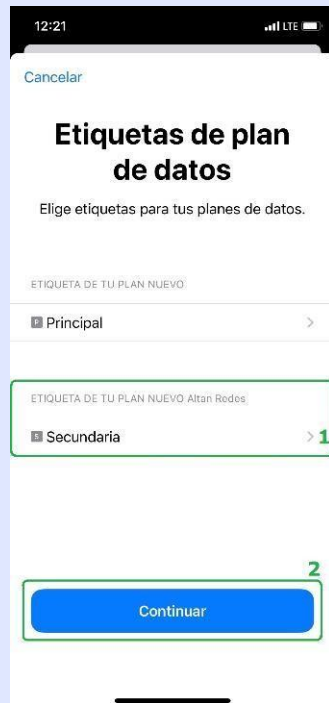 12:21
LTE
Cancelar
Etiquetas de plan
de datos
Elige etiquetas para tus planes de datos.
ETIQUETA DE TU PLAN NUEVO
P Principal
ETIQUETA DE TU PLAN NUEVO Altan Redes
S Secundaria
1
2
Continuar